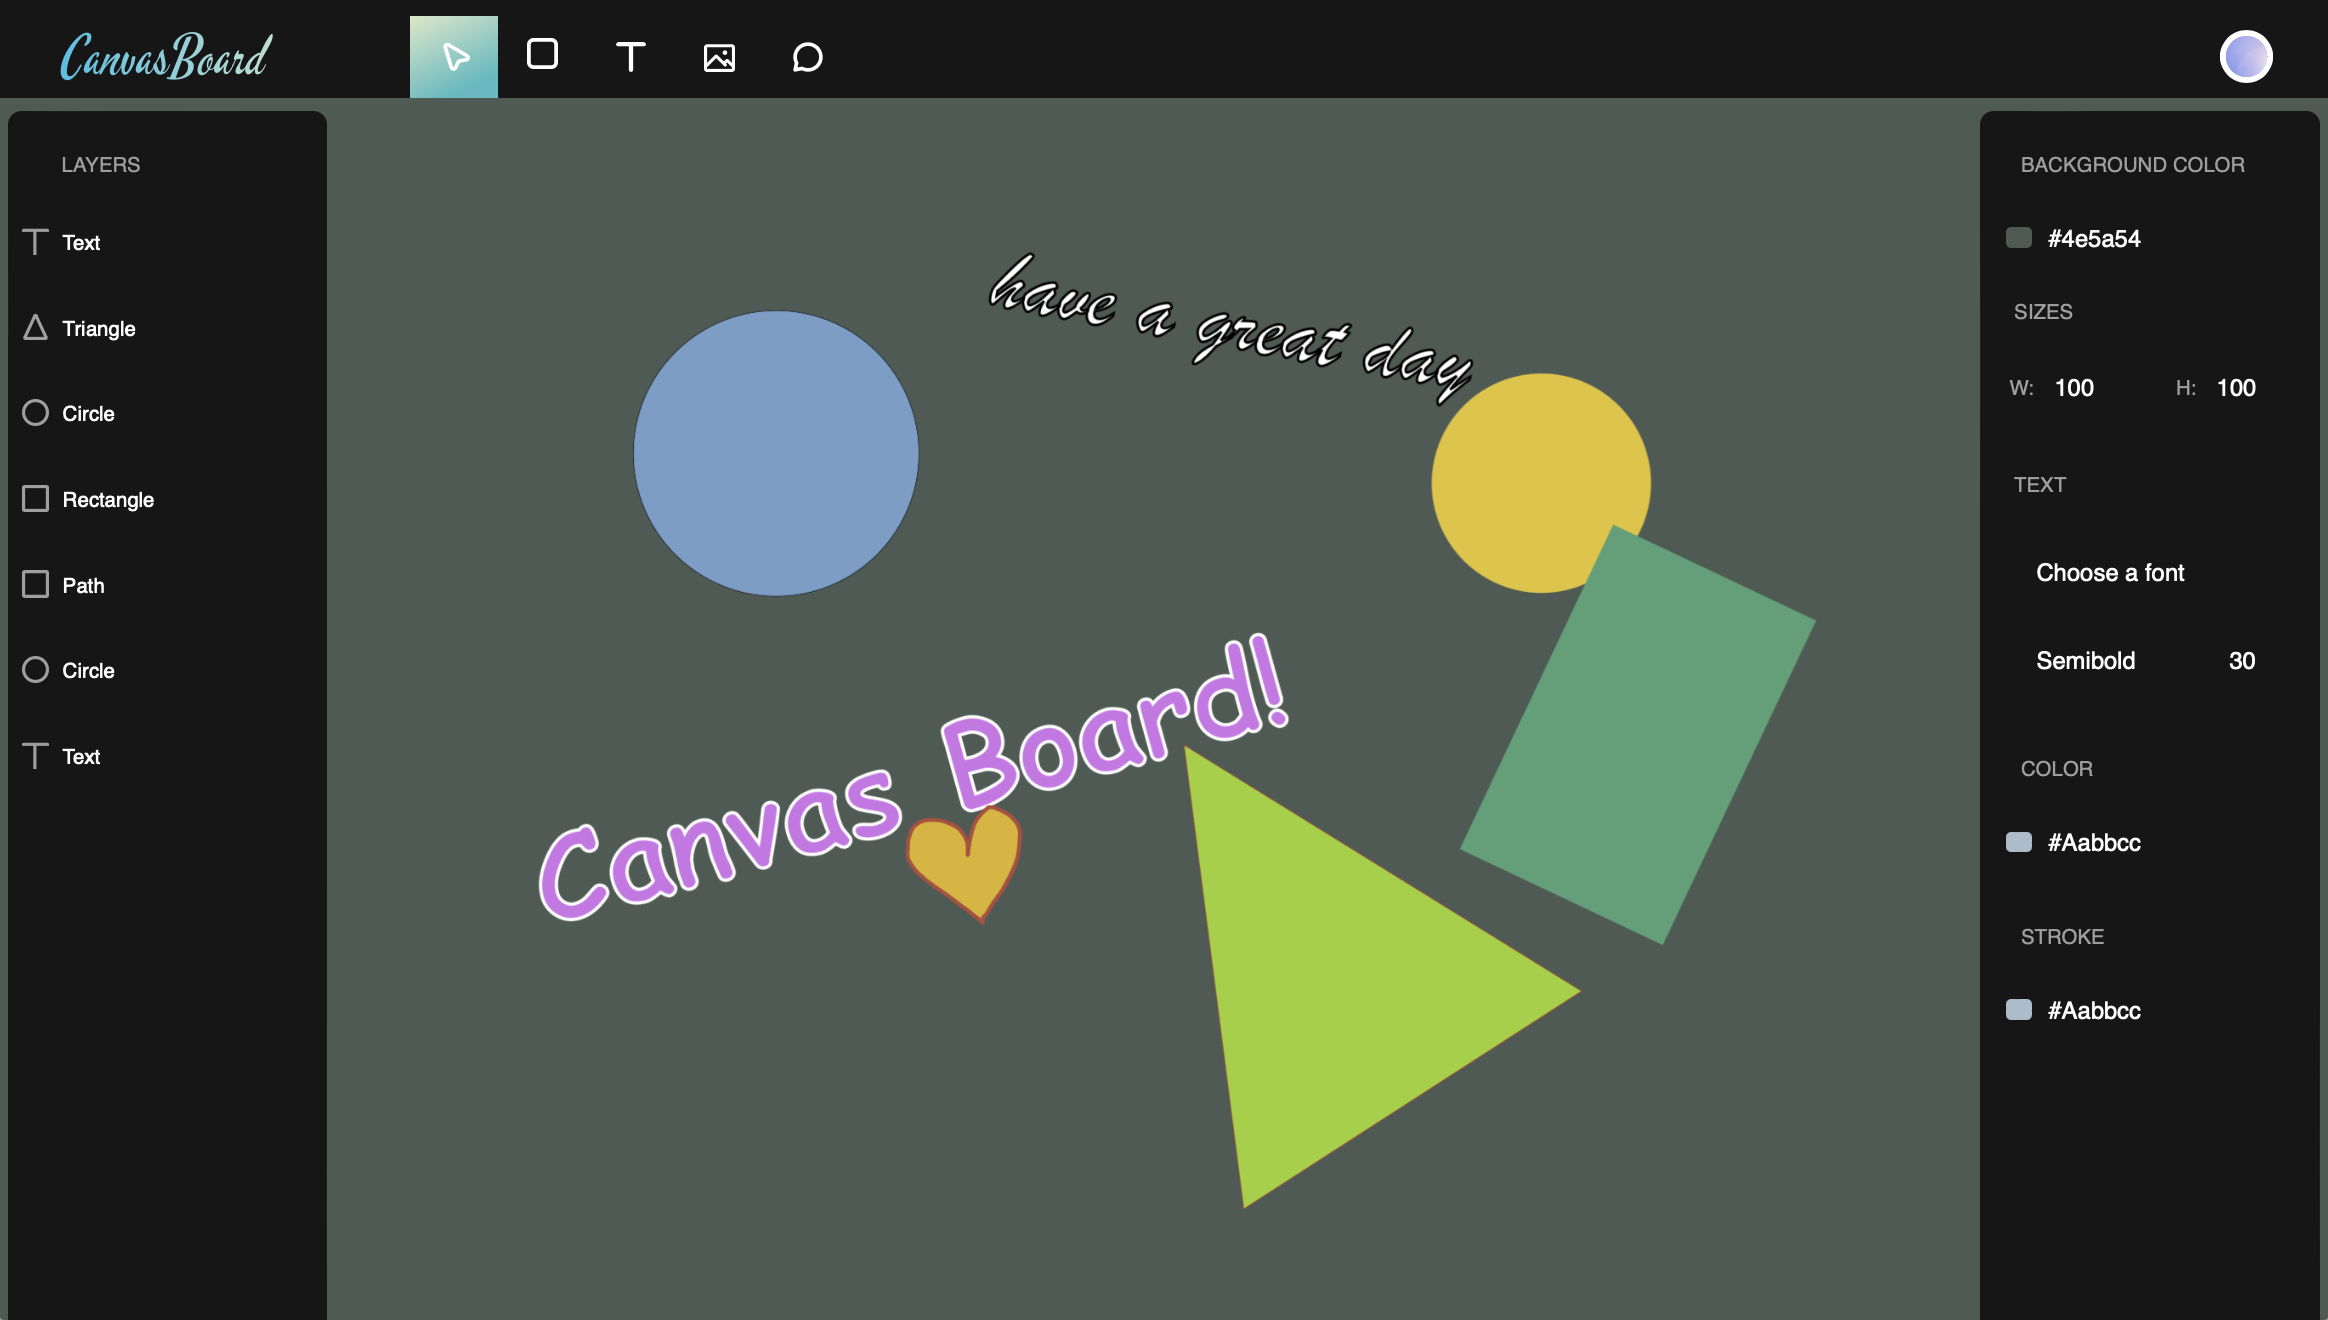 CanvasBoard
LAYERS
Text
Triangle
Circle
Rectangle
Path
Circle
Text
have a great day
Canvas Board!
BACKGROUND COLOR
#4e5a54
SIZES
W: 100 H: 100
TEXT
Choose a font
Semibold 30
COLOR
#Aabbcc
STROKE
#Aabbcc